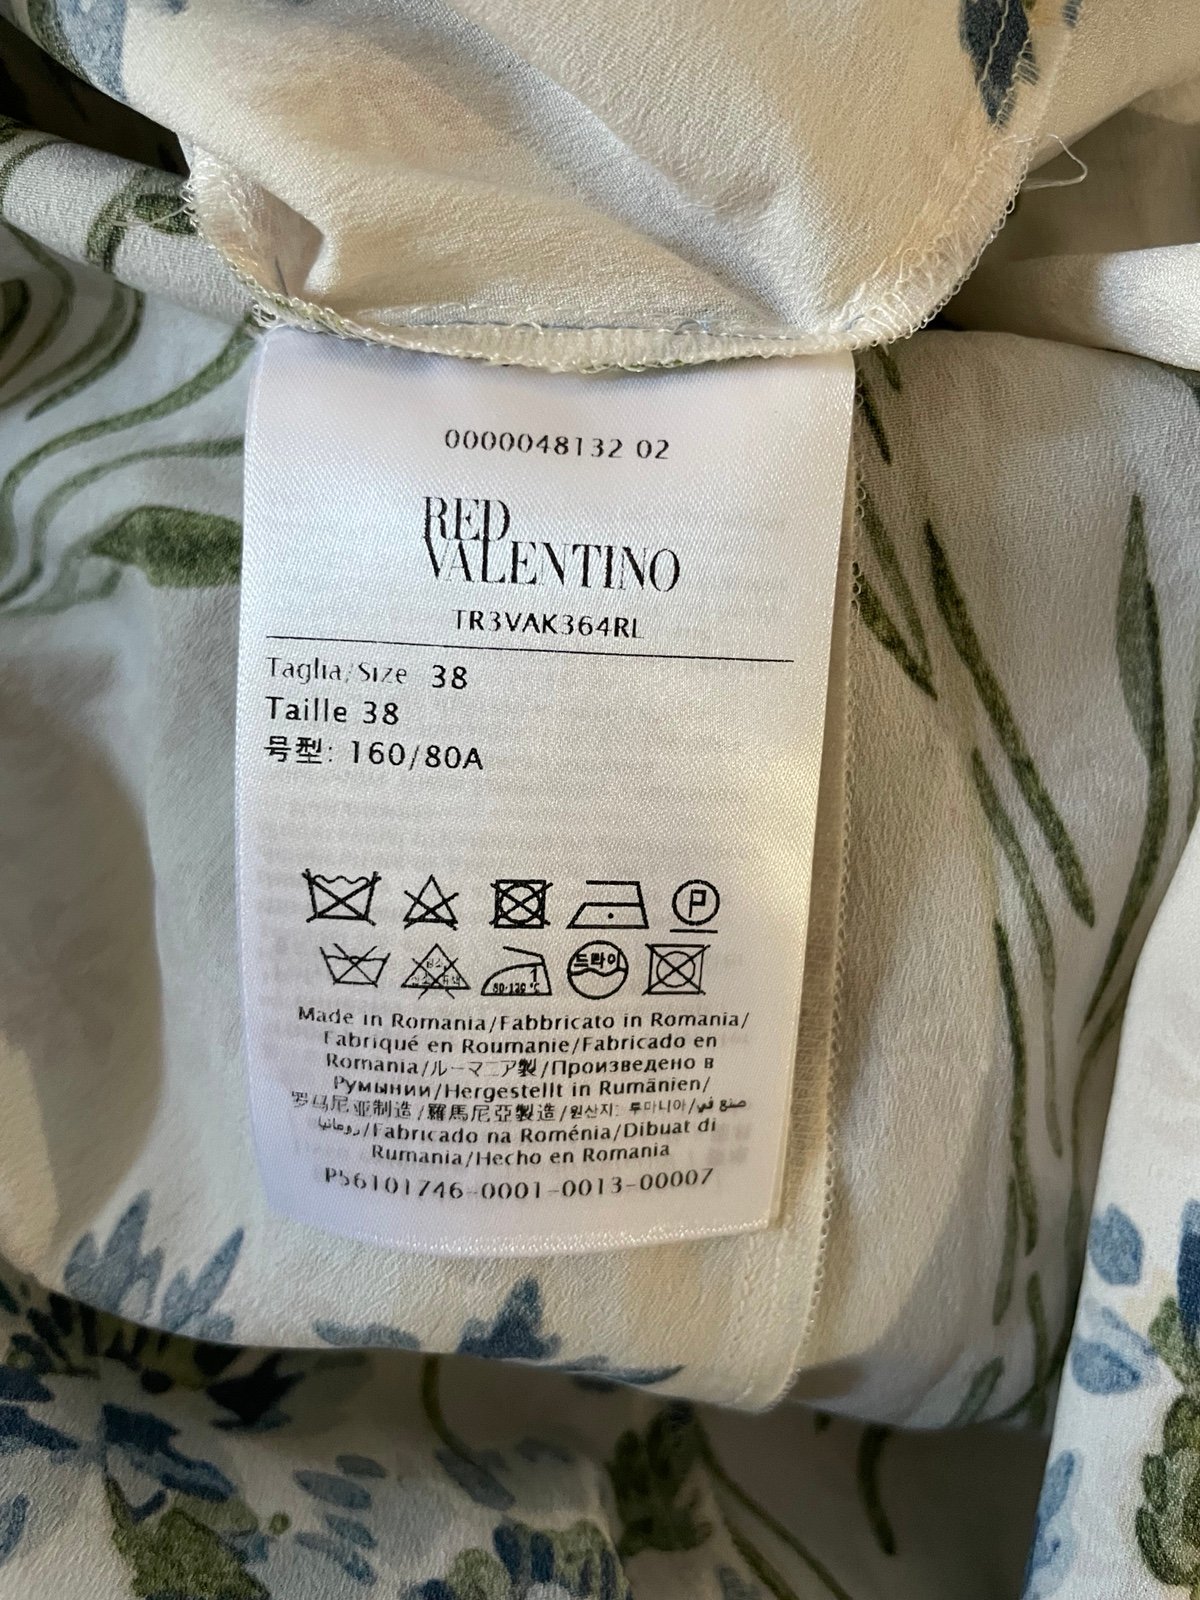 0000048132 02
RED
VALENTINO
TR3VAK364RL
Taglia/Size 38
Taille 38
号型: 160/80A
P
드라이
1
80-120 °C
Made in Romania/Fabbricato in Romania/
Fabriqué en Roumanie/Fabricado en
Romania/ルーマニア製/Произведено в
Румынии/Hergestellt in Rumänien/
罗马尼亚制造/羅馬尼亞製造/원산지: 루마니아/صنع في
رومانيا/Fabricado na Roménia/Dibuat di
Rumania/Hecho en Romania
P56101746-0001-0013-00007